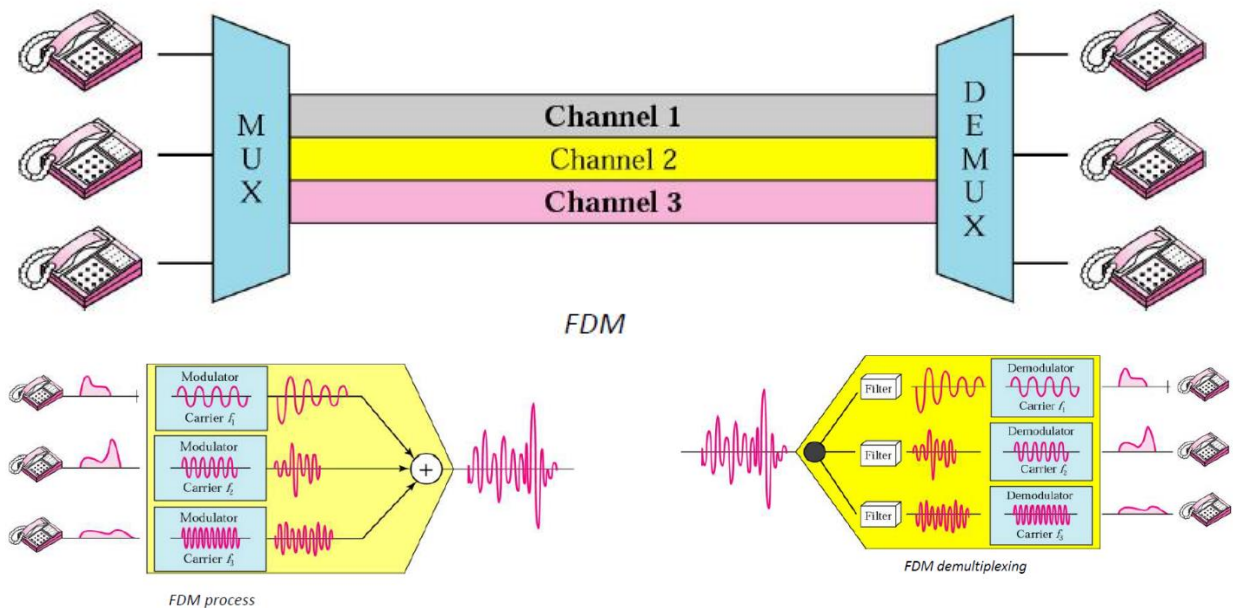 M
U
X
Channel 1
Channel 2
Channel 3
D
E
M
U
X
FDM
Modulator
Carrier f₁
Modulator
Carrier f₂
Modulator
Carrier f₃
+
FDM process
Filter
Filter
Filter
Demodulator
Carrier f₁
Demodulator
Carrier f₂
Demodulator
Carrier f₃
FDM demultiplexing